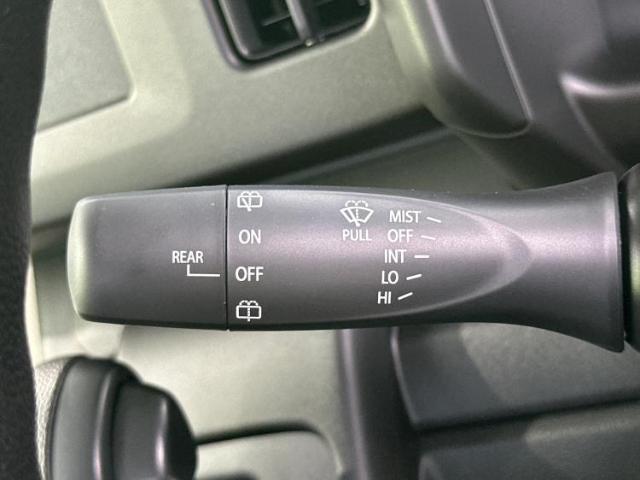 MIST
PULL OFF
ON
INT
REAR
OFF
LO
HI